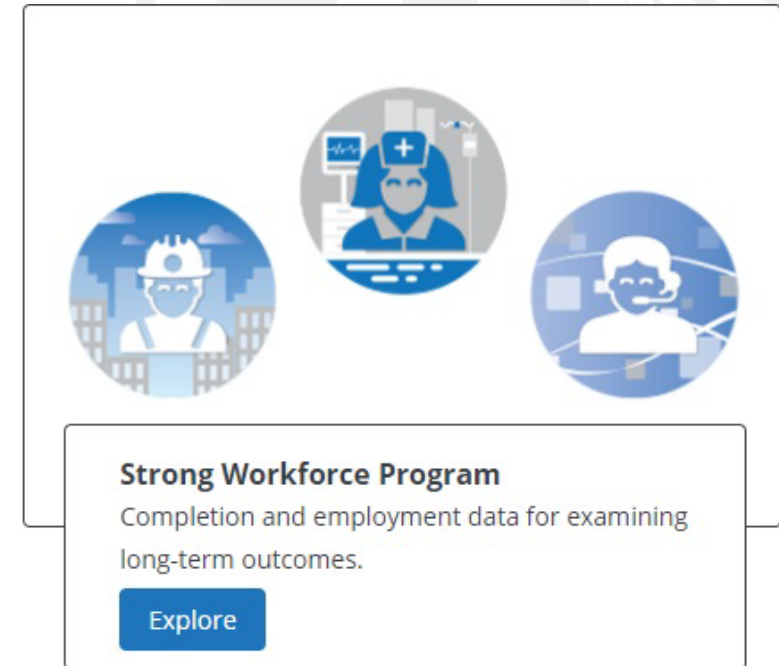 Strong Workforce Program
Completion and employment data for examining
long-term outcomes.
Explore